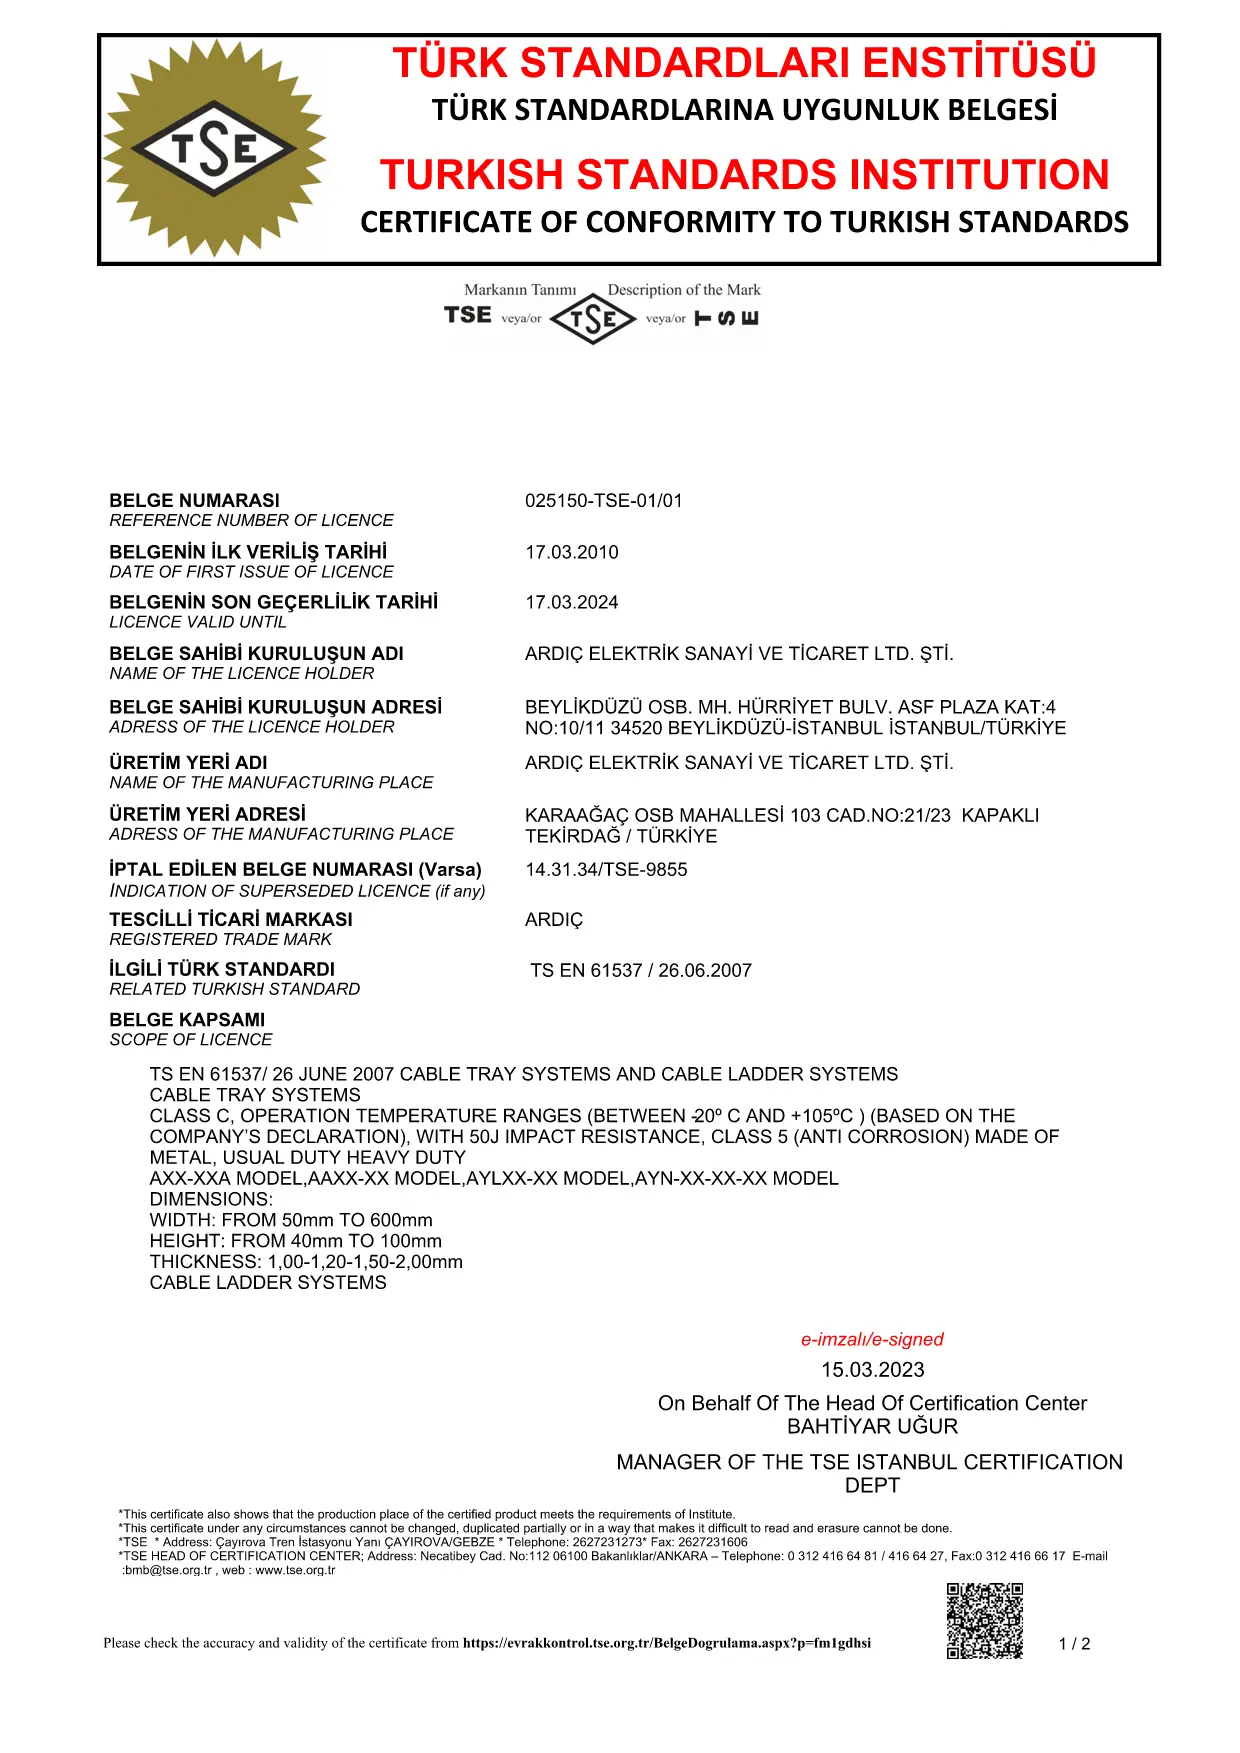 TSE
TÜRK STANDARDLARI ENSTİTÜSÜ
TÜRK STANDARDLARINA UYGUNLUK BELGESİ
TURKISH STANDARDS INSTITUTION
CERTIFICATE OF CONFORMITY TO TURKISH STANDARDS
Markanın Tanımı Description of the Mark
TSE veya/or TSE veya/or TSE
BELGE NUMARASI 025150-TSE-01/01
REFERENCE NUMBER OF LICENCE
BELGENİN İLK VERİLİŞ TARİHİ 17.03.2010
DATE OF FIRST ISSUE OF LICENCE
BELGENİN SON GEÇERLİLİK TARİHİ 17.03.2024
LICENCE VALID UNTIL
BELGE SAHİBİ KURULUŞUN ADI ARDIÇ ELEKTRİK SANAYİ VE TİCARET LTD. ŞTİ.
NAME OF THE LICENCE HOLDER
BELGE SAHİBİ KURULUŞUN ADRESİ BEYLİKDÜZÜ OSB. MH. HÜRRİYET BULV. ASF PLAZA KAT:4
ADRESS OF THE LICENCE HOLDER NO:10/11 34520 BEYLİKDÜZÜ-İSTANBUL İSTANBUL/TÜRKİYE
ÜRETİM YERİ ADI ARDIÇ ELEKTRİK SANAYİ VE TİCARET LTD. ŞTİ.
NAME OF THE MANUFACTURING PLACE
ÜRETİM YERİ ADRESİ KARAAĞAÇ OSB MAHALLESİ 103 CAD.NO:21/23 KAPAKLI
ADRESS OF THE MANUFACTURING PLACE TEKİRDAĞ / TÜRKİYE
İPTAL EDİLEN BELGE NUMARASI (Varsa) 14.31.34/TSE-9855
INDICATION OF SUPERSEDED LICENCE (if any)
TESCİLLİ TİCARİ MARKASI ARDIÇ
REGISTERED TRADE MARK
İLGİLİ TÜRK STANDARDI TS EN 61537 / 26.06.2007
RELATED TURKISH STANDARD
BELGE KAPSAMI
SCOPE OF LICENCE
TS EN 61537/ 26 JUNE 2007 CABLE TRAY SYSTEMS AND CABLE LADDER SYSTEMS
CABLE TRAY SYSTEMS
CLASS C, OPERATION TEMPERATURE RANGES (BETWEEN -20º C AND +105ºC ) (BASED ON THE
COMPANY'S DECLARATION), WITH 50J IMPACT RESISTANCE, CLASS 5 (ANTI CORROSION) MADE OF
METAL, USUAL DUTY HEAVY DUTY
AXX-XXA MODEL,AAXX-XX MODEL,AYLXX-XX MODEL,AYN-XX-XX-XX MODEL
DIMENSIONS:
WIDTH: FROM 50mm TO 600mm
HEIGHT: FROM 40mm TO 100mm
THICKNESS: 1,00-1,20-1,50-2,00mm
CABLE LADDER SYSTEMS
e-imzalı/e-signed
15.03.2023
On Behalf Of The Head Of Certification Center
BAHTİYAR UĞUR
MANAGER OF THE TSE ISTANBUL CERTIFICATION
DEPT
*This certificate also shows that the production place of the certified product meets the requirements of Institute.
*This certificate under any circumstances cannot be changed, duplicated partially or in a way that makes it difficult to read and erasure cannot be done.
*TSE * Address: Çayırova Tren İstasyonu Yanı ÇAYIROVA/GEBZE * Telephone: 2627231273* Fax: 2627231606
*TSE HEAD OF CERTIFICATION CENTER; Address: Necatibey Cad. No:112 06100 Bakanlıklar/ANKARA – Telephone: 0 312 416 64 81 / 416 64 27, Fax:0 312 416 66 17 E-mail
:bmb@tse.org.tr , web : www.tse.org.tr
Please check the accuracy and validity of the certificate from https://evrakkontrol.tse.org.tr/BelgeDogrulama.aspx?p=fm1gdhsi 1 / 2